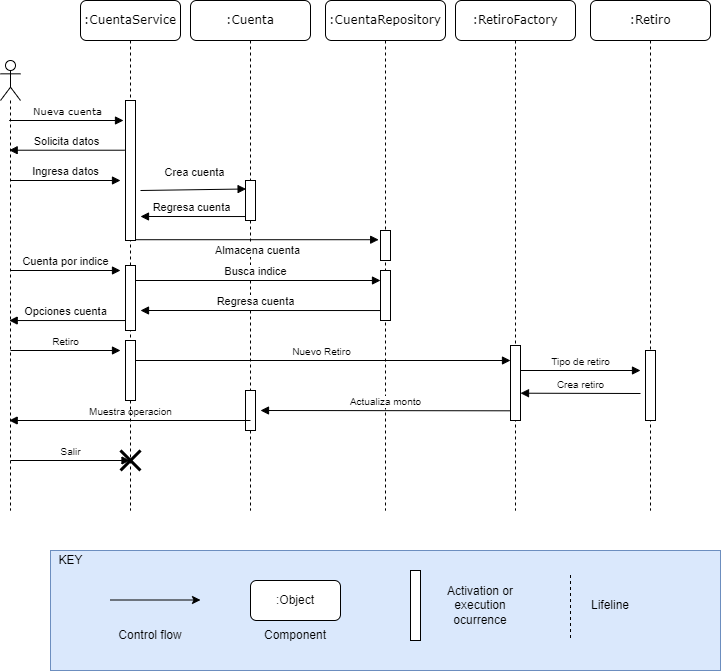 :CuentaService
:Cuenta
:CuentaRepository
:RetiroFactory
:Retiro
Nueva cuenta
Solicita datos
Ingresa datos
Crea cuenta
Regresa cuenta
Almacena cuenta
Cuenta por indice
Busca indice
Regresa cuenta
Opciones cuenta
Retiro
Nuevo Retiro
Tipo de retiro
Crea retiro
Actualiza monto
Muestra operacion
Salir
KEY
:Object
Control flow
Component
Activation or
execution
ocurrence
Lifeline